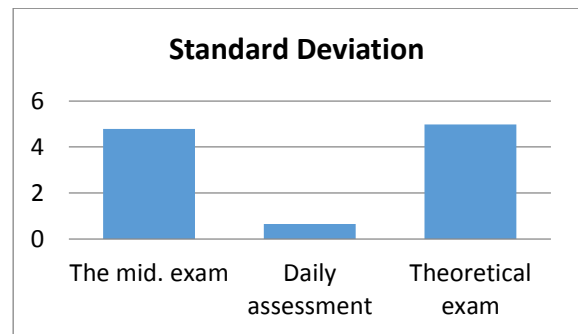 Standard Deviation
6
4
2
0
The mid. exam
Daily
assessment
Theoretical
exam